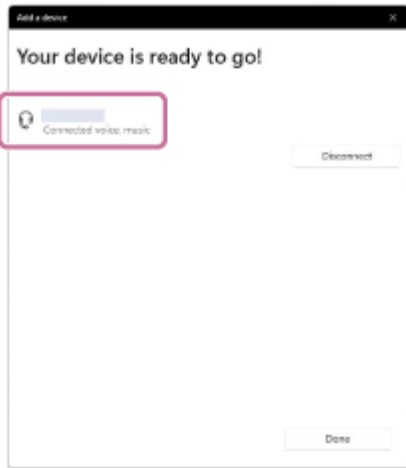 Add a device
Your device is ready to go!
Connected voice, music
Disconnect
Done